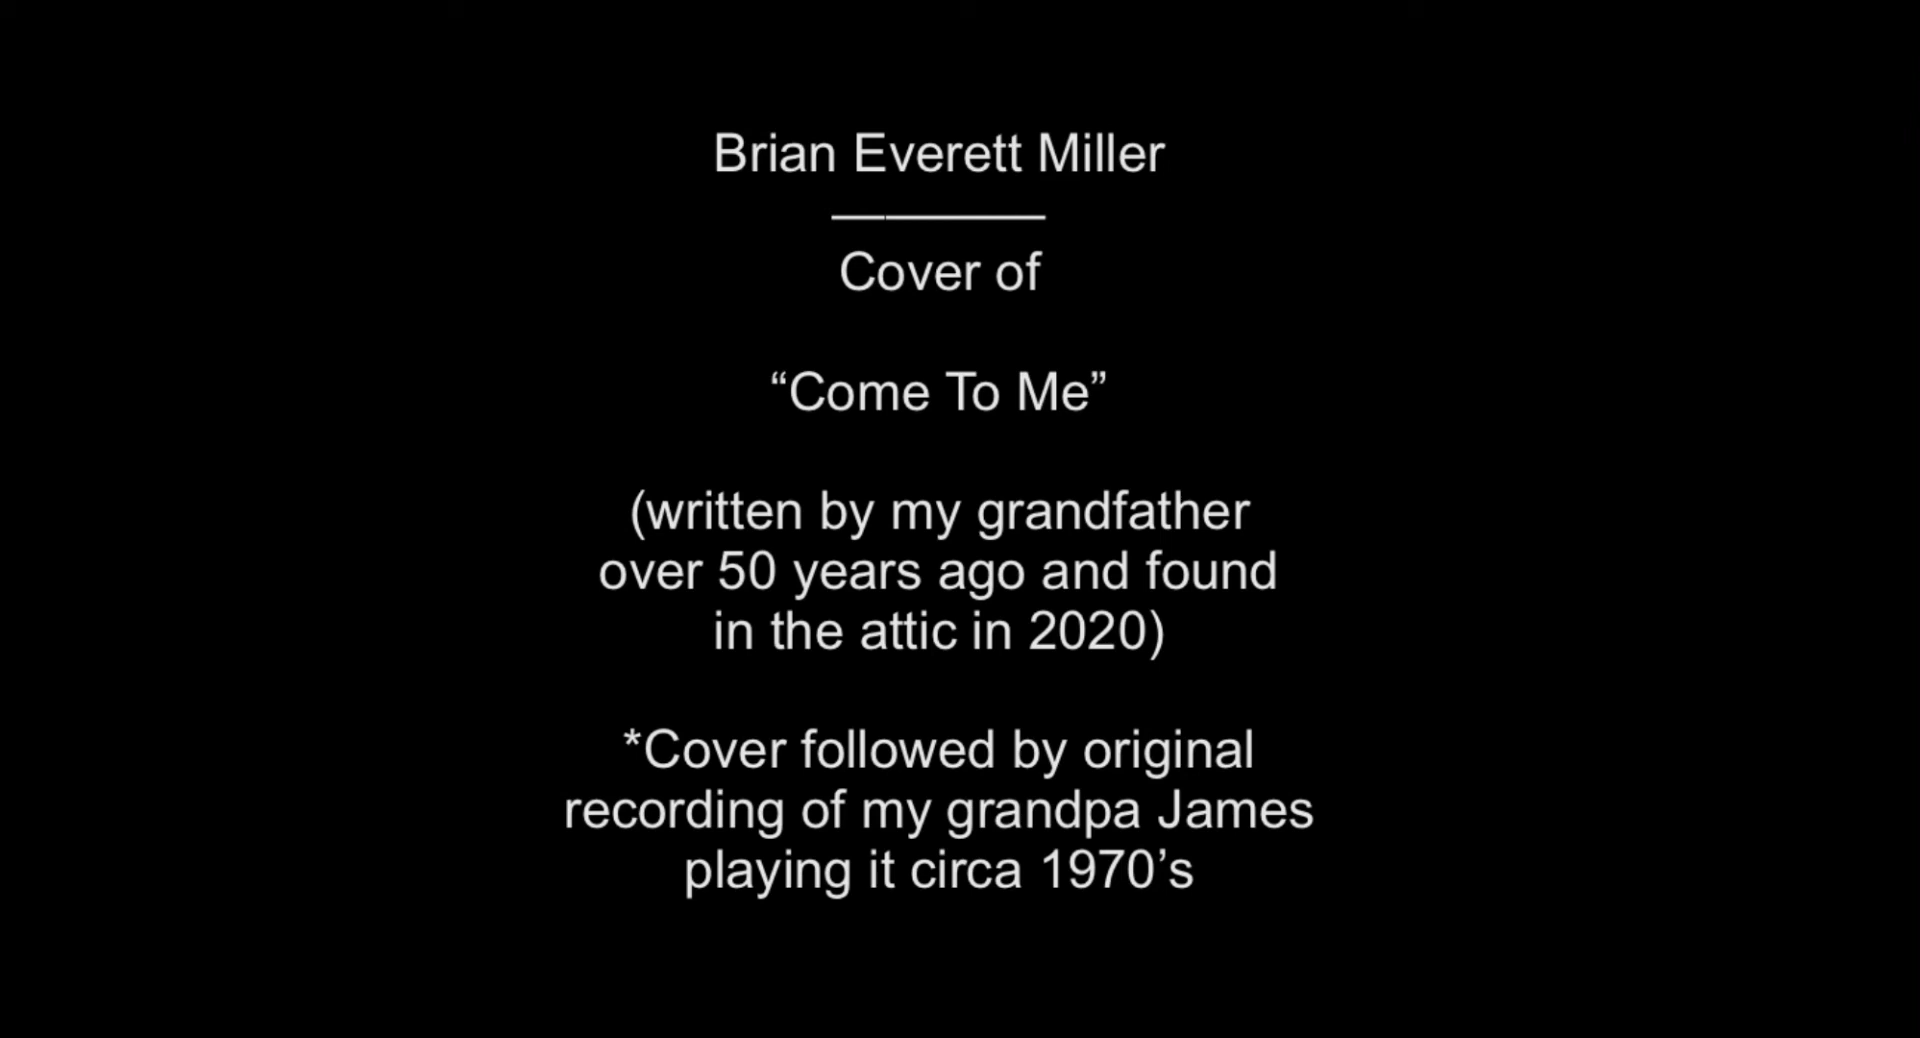 Brian Everett Miller
————
Cover of
“Come To Me”
(written by my grandfather
over 50 years ago and found
in the attic in 2020)
*Cover followed by original
recording of my grandpa James
playing it circa 1970’s